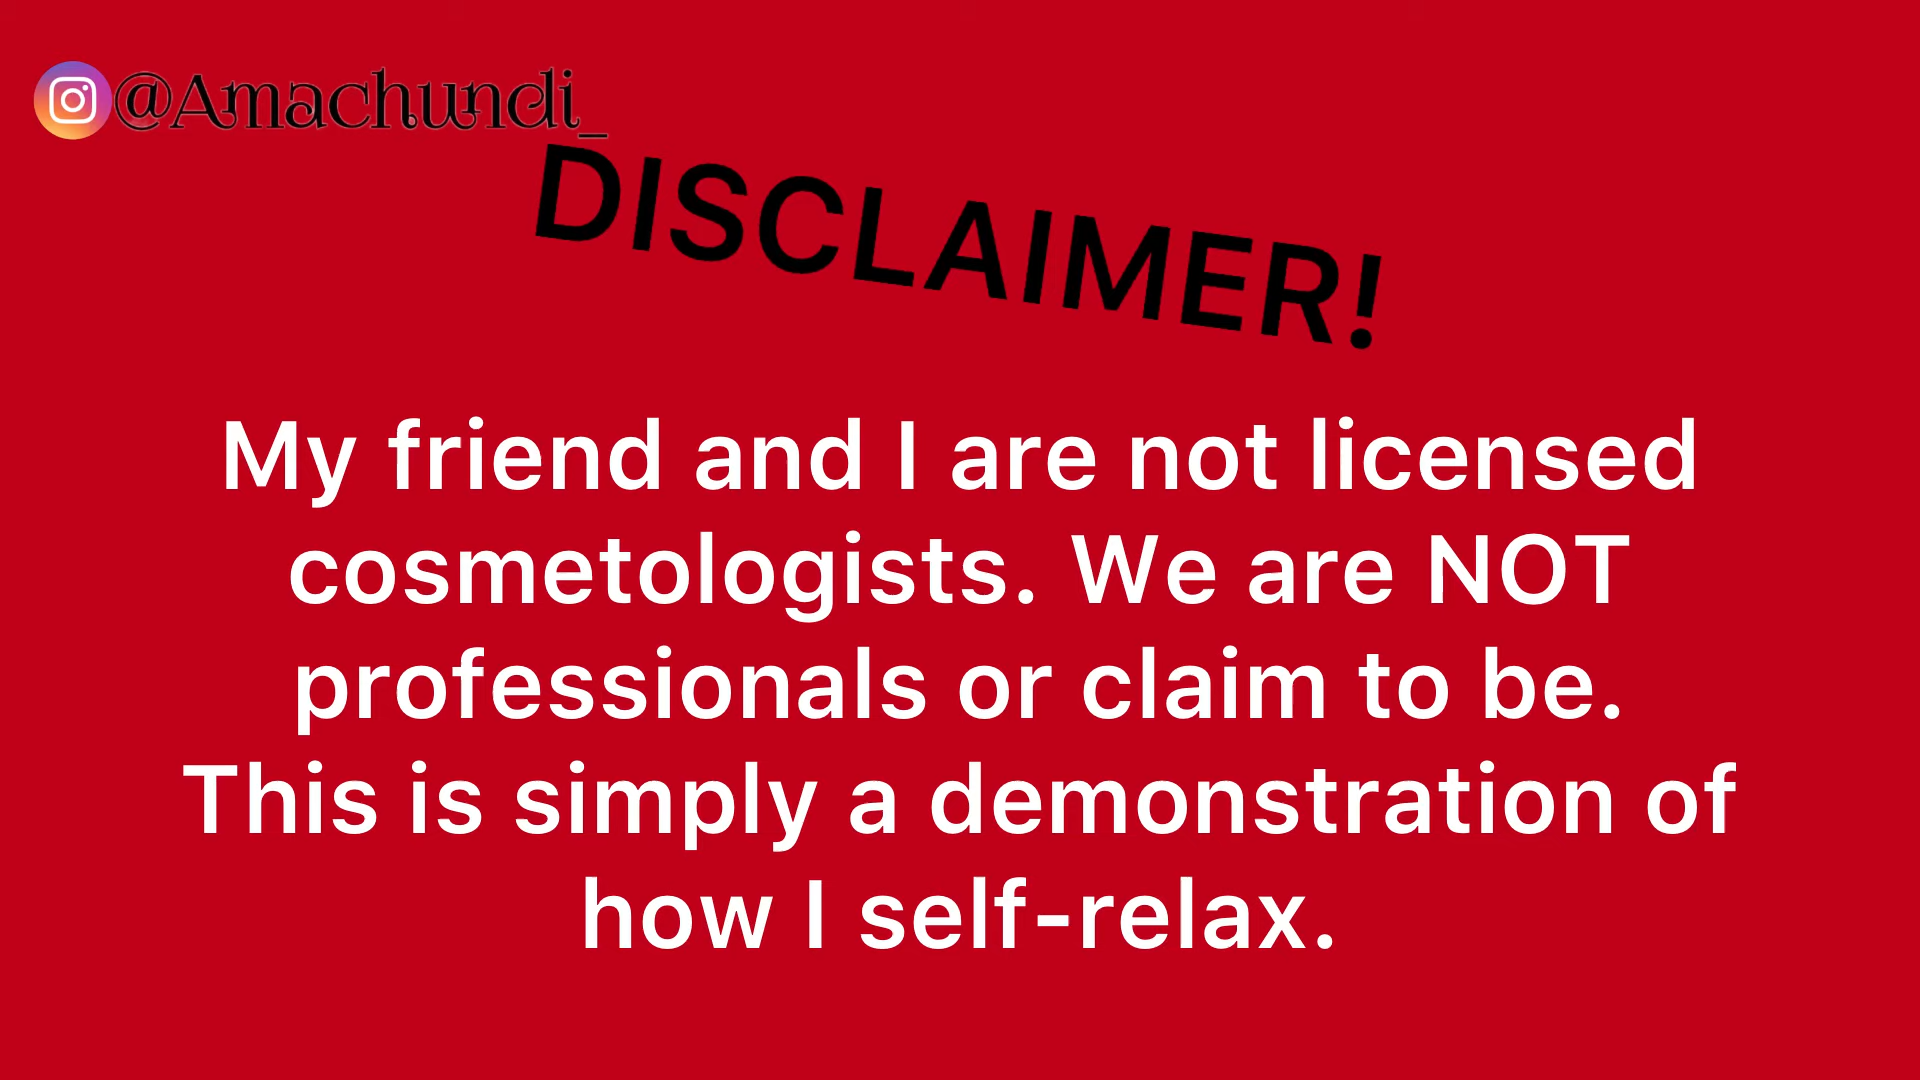 @Amachundi_
DISCLAIMER!
My friend and I are not licensed
cosmetologists. We are NOT
professionals or claim to be.
This is simply a demonstration of
how I self-relax.